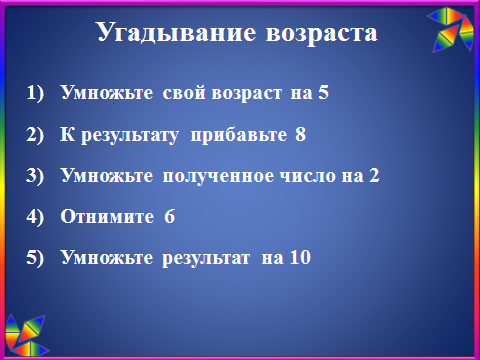 Угадывание возраста
1) Умножьте свой возраст на 5
2) К результату прибавьте 8
3) Умножьте полученное число на 2
4) Отнимите 6
5) Умножьте результат на 10